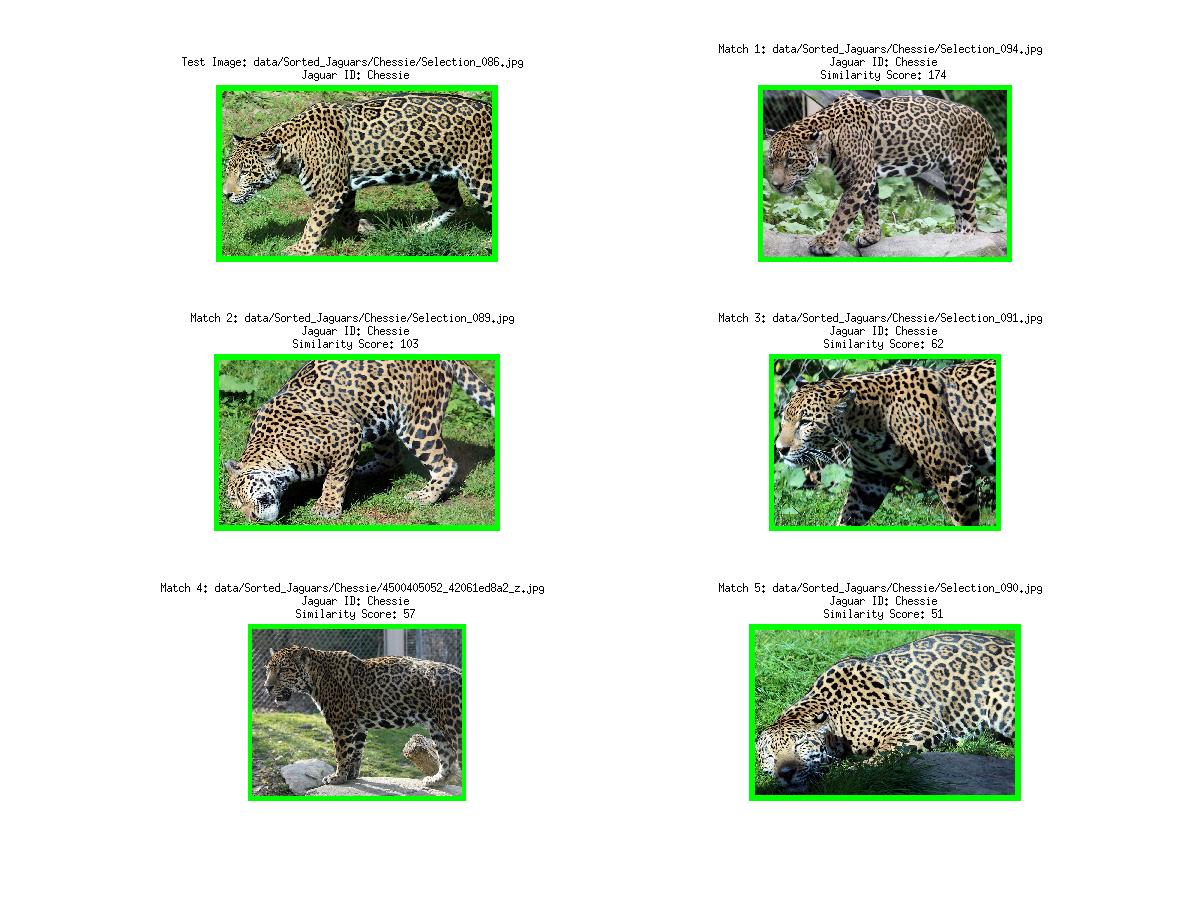 Test Image: data/Sorted_Jaguars/Chessie/Selection_086.jpg
Jaguar ID: Chessie
Match 1: data/Sorted_Jaguars/Chessie/Selection_094.jpg
Jaguar ID: Chessie
Similarity Score: 174
Match 2: data/Sorted_Jaguars/Chessie/Selection_089.jpg
Jaguar ID: Chessie
Similarity Score: 103
Match 3: data/Sorted_Jaguars/Chessie/Selection_091.jpg
Jaguar ID: Chessie
Similarity Score: 62
Match 4: data/Sorted_Jaguars/Chessie/4500405052_42061ed8a2_z.jpg
Jaguar ID: Chessie
Similarity Score: 57
Match 5: data/Sorted_Jaguars/Chessie/Selection_090.jpg
Jaguar ID: Chessie
Similarity Score: 51